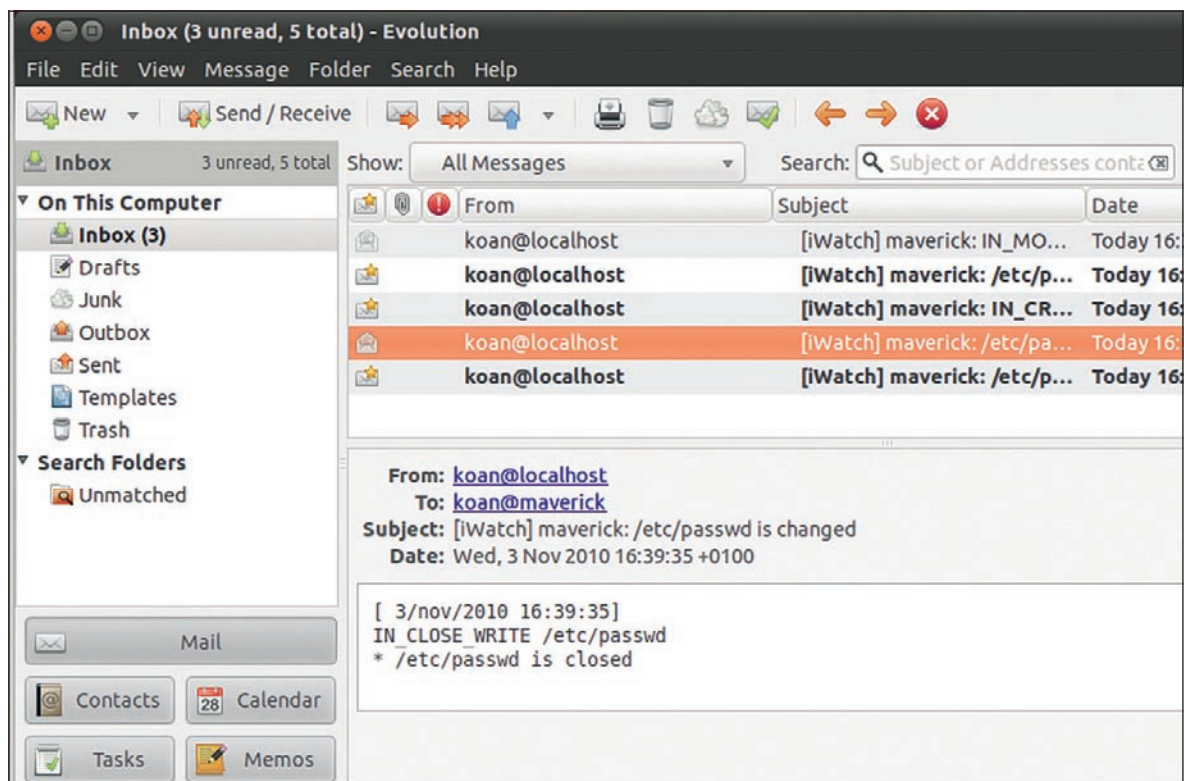 Inbox (3 unread, 5 total) - Evolution
File Edit View Message Folder Search Help
New Send / Receive
Inbox 3 unread, 5 total
Show: All Messages Search: Subject or Addresses conta
On This Computer
Inbox (3)
Drafts
Junk
Outbox
Sent
Templates
Trash
Search Folders
Unmatched
From Subject Date
koan@localhost [iWatch] maverick: IN_MO... Today 16:
koan@localhost [iWatch] maverick: /etc/p... Today 16:
koan@localhost [iWatch] maverick: IN_CR... Today 16:
koan@localhost [iWatch] maverick: /etc/pa... Today 16:
koan@localhost [iWatch] maverick: /etc/p... Today 16:
From: koan@localhost
To: koan@maverick
Subject: [iWatch] maverick: /etc/passwd is changed
Date: Wed, 3 Nov 2010 16:39:35 +0100
[ 3/nov/2010 16:39:35]
IN_CLOSE_WRITE /etc/passwd
* /etc/passwd is closed
Mail
Contacts
28 Calendar
Tasks
Memos